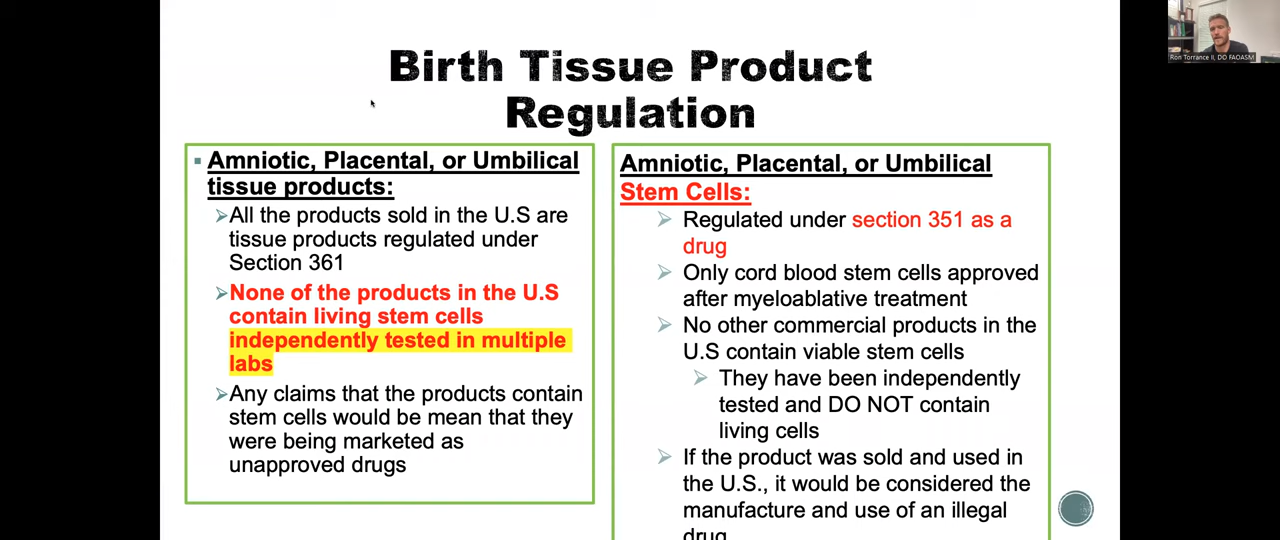 Birth Tissue Product
Regulation
Amniotic, Placental, or Umbilical
tissue products:
All the products sold in the U.S are
tissue products regulated under
Section 361
None of the products in the U.S
contain living stem cells
independently tested in multiple
labs
Any claims that the products contain
stem cells would be mean that they
were being marketed as
unapproved drugs
Amniotic, Placental, or Umbilical
Stem Cells:
Regulated under section 351 as a
drug
Only cord blood stem cells approved
after myeloablative treatment
No other commercial products in the
U.S contain viable stem cells
They have been independently
tested and DO NOT contain
living cells
If the product was sold and used in
the U.S., it would be considered the
manufacture and use of an illegal
drug
Ron Torrance II, DO FAOASM